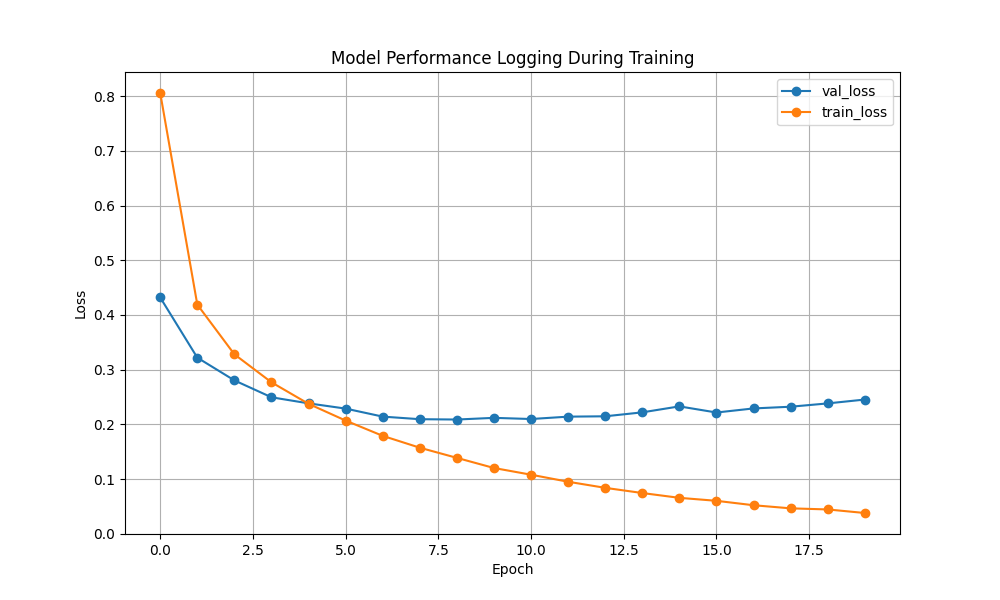 Model Performance Logging During Training
val_loss
train_loss
Loss
0.8
0.7
0.6
0.5
0.4
0.3
0.2
0.1
0.0
0.0 2.5 5.0 7.5 10.0 12.5 15.0 17.5
Epoch